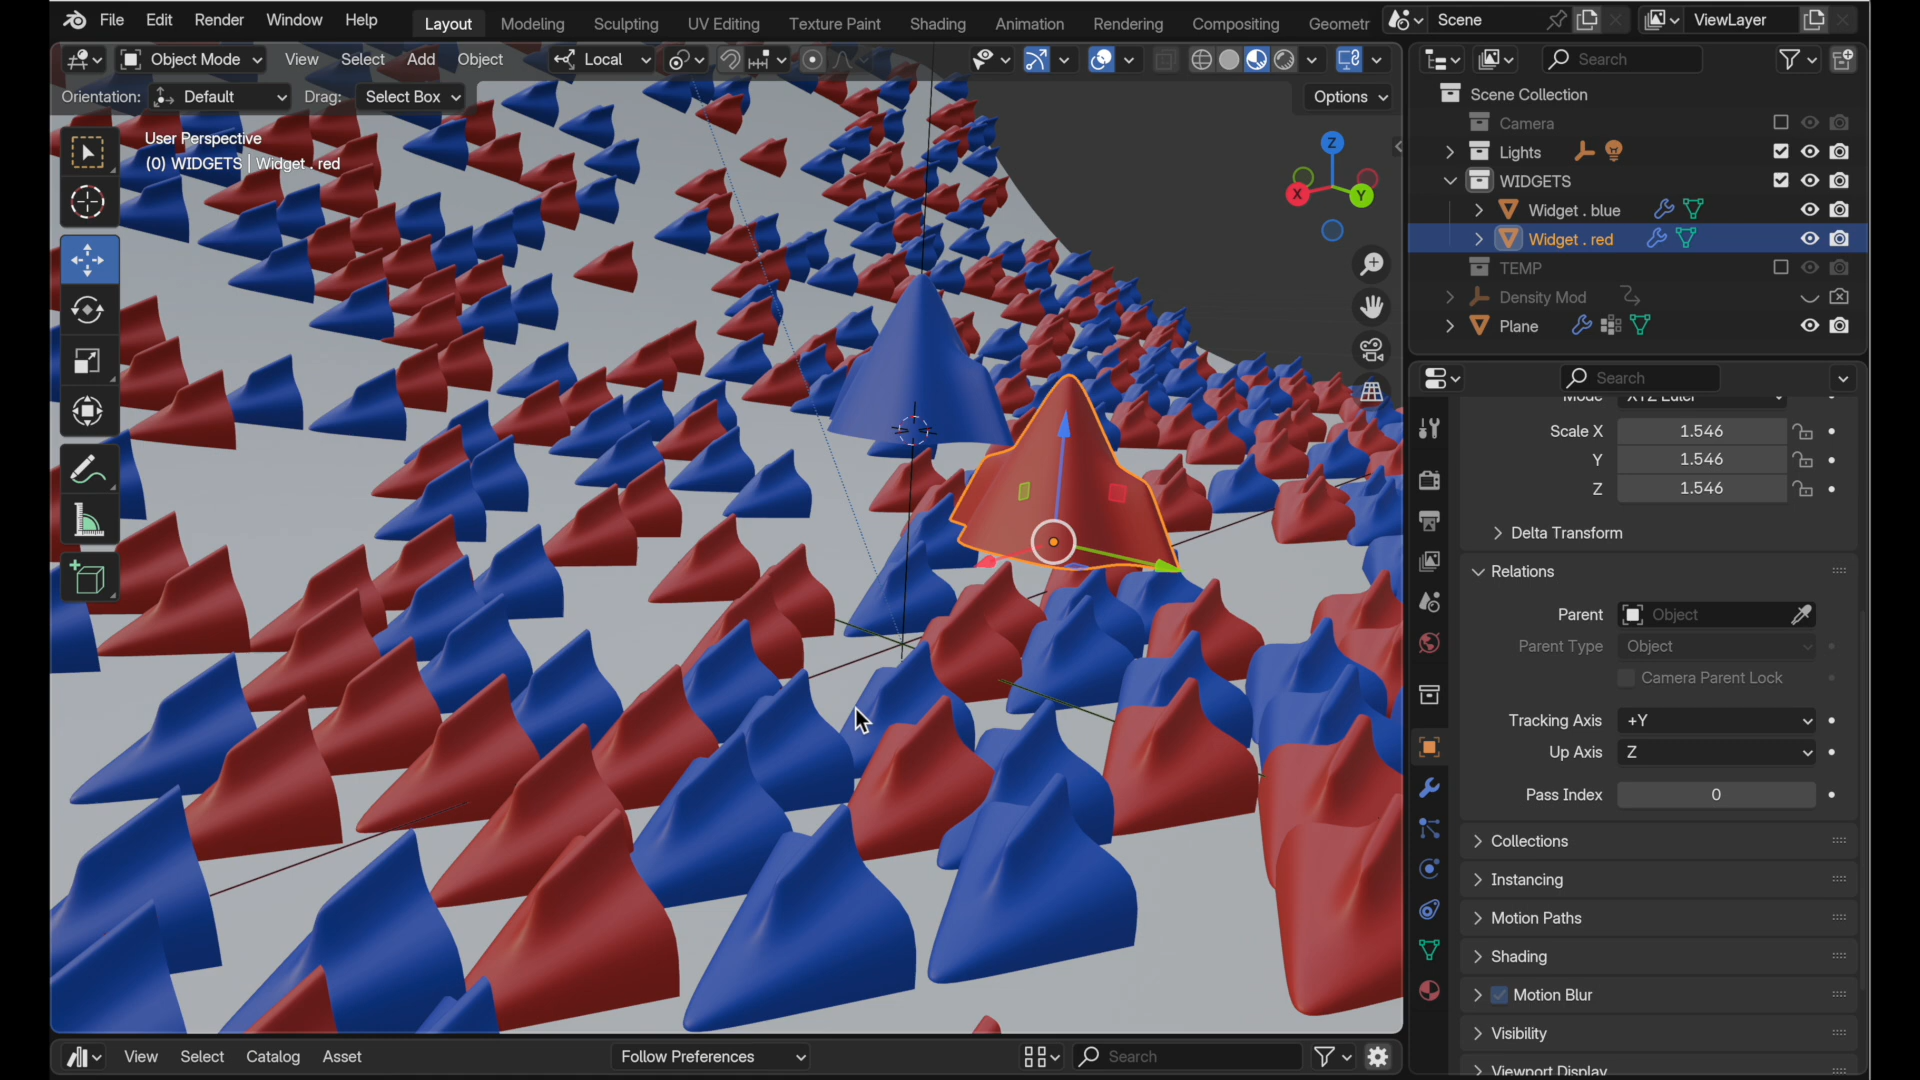 File Edit Render Window Help Layout Modeling Sculpting UV Editing Texture Paint Shading Animation Rendering Compositing Geometr Scene ViewLayer
Object Mode View Select Add Object Local Options
Orientation: Default Drag: Select Box
User Perspective
(0) WIDGETS | Widget . red
Z
X
Y
Search
Scene Collection
Camera
Lights
WIDGETS
Widget . blue
Widget . red
TEMP
Density Mod
Plane
Search
Mode XYZ Euler
Scale X 1.546
Y 1.546
Z 1.546
Delta Transform
Relations
Parent Object
Parent Type Object
Camera Parent Lock
Tracking Axis +Y
Up Axis Z
Pass Index 0
Collections
Instancing
Motion Paths
Shading
Motion Blur
Visibility
Viewport Display
View Select Catalog Asset Follow Preferences Search